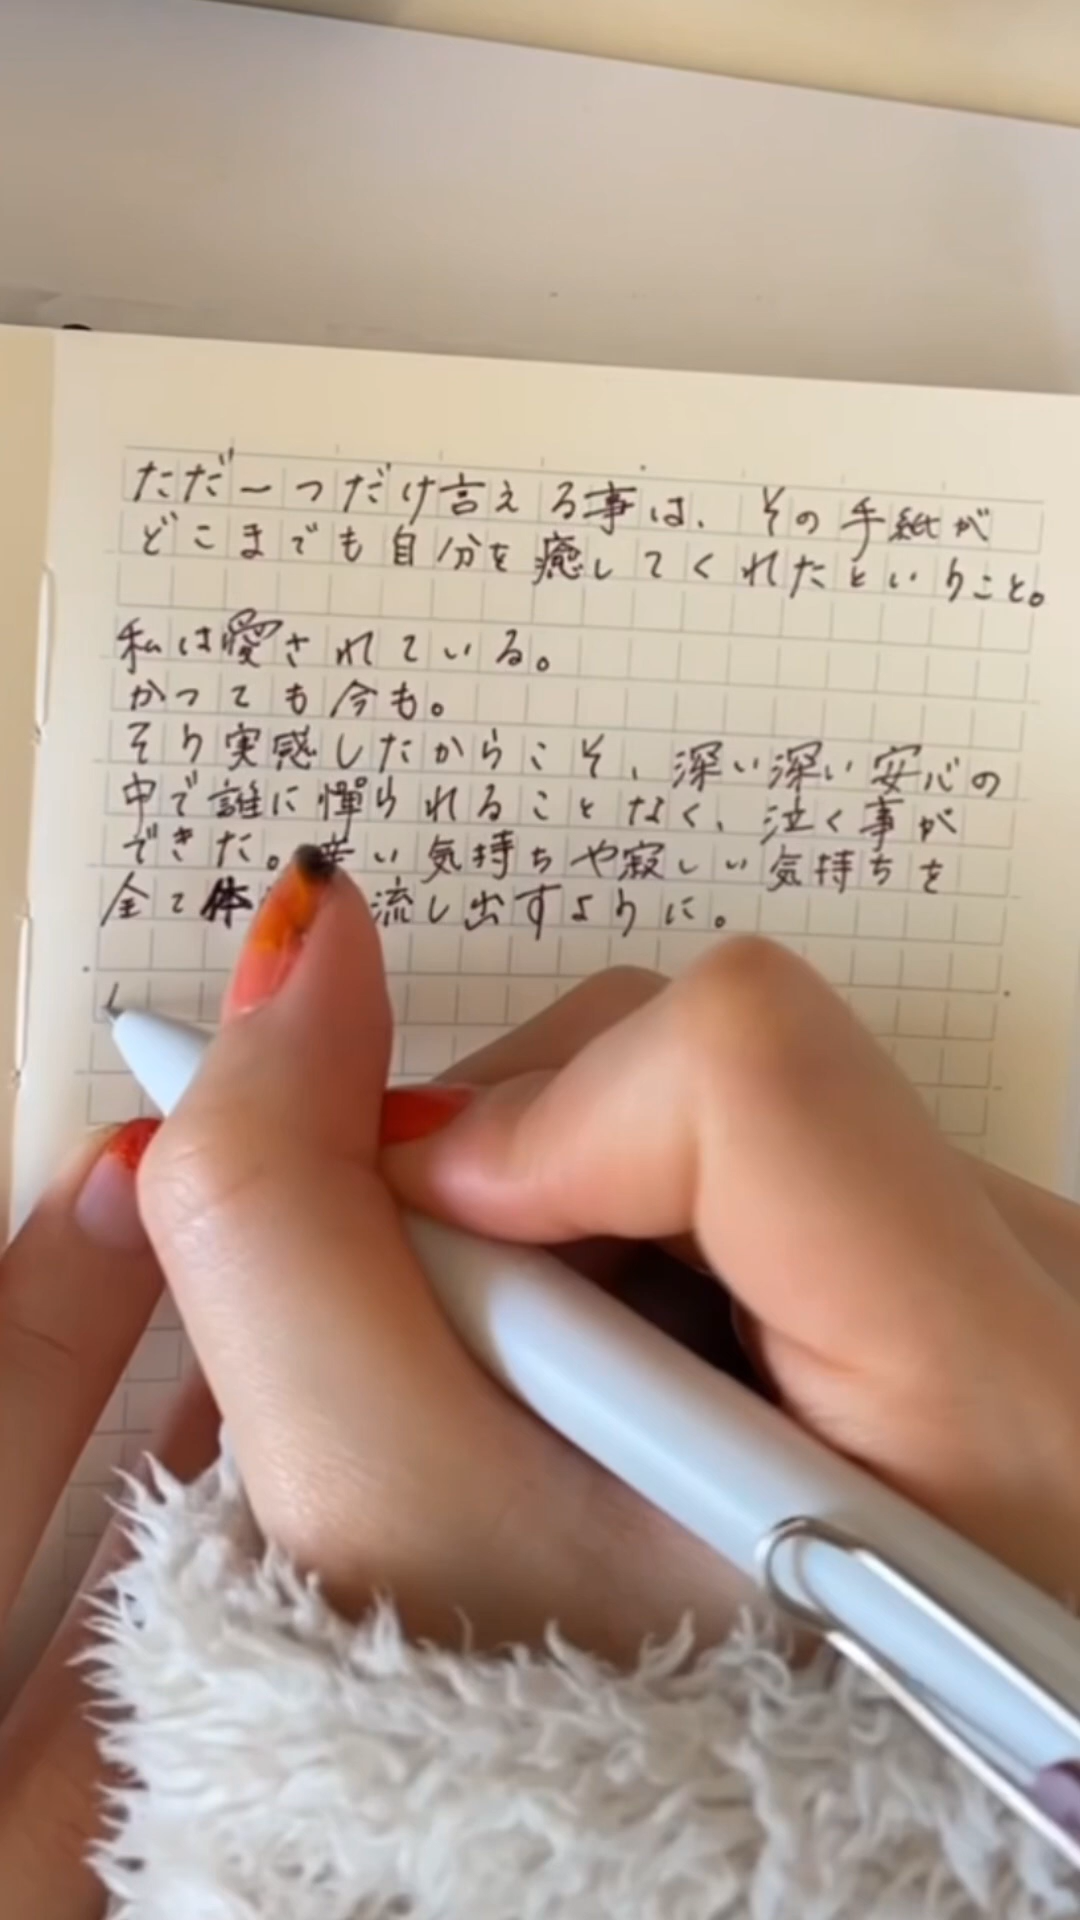 ただ一つだけ言える事は、その手紙が
どこまでも自分を癒してくれたということ。
私は愛されている。
かつても今も。
そう実感したからこそ、深い深い安心の
中で誰に憚られることなく、泣く事が
できた。い気持ちや寂しい気持ちを
全て体流し出すように。